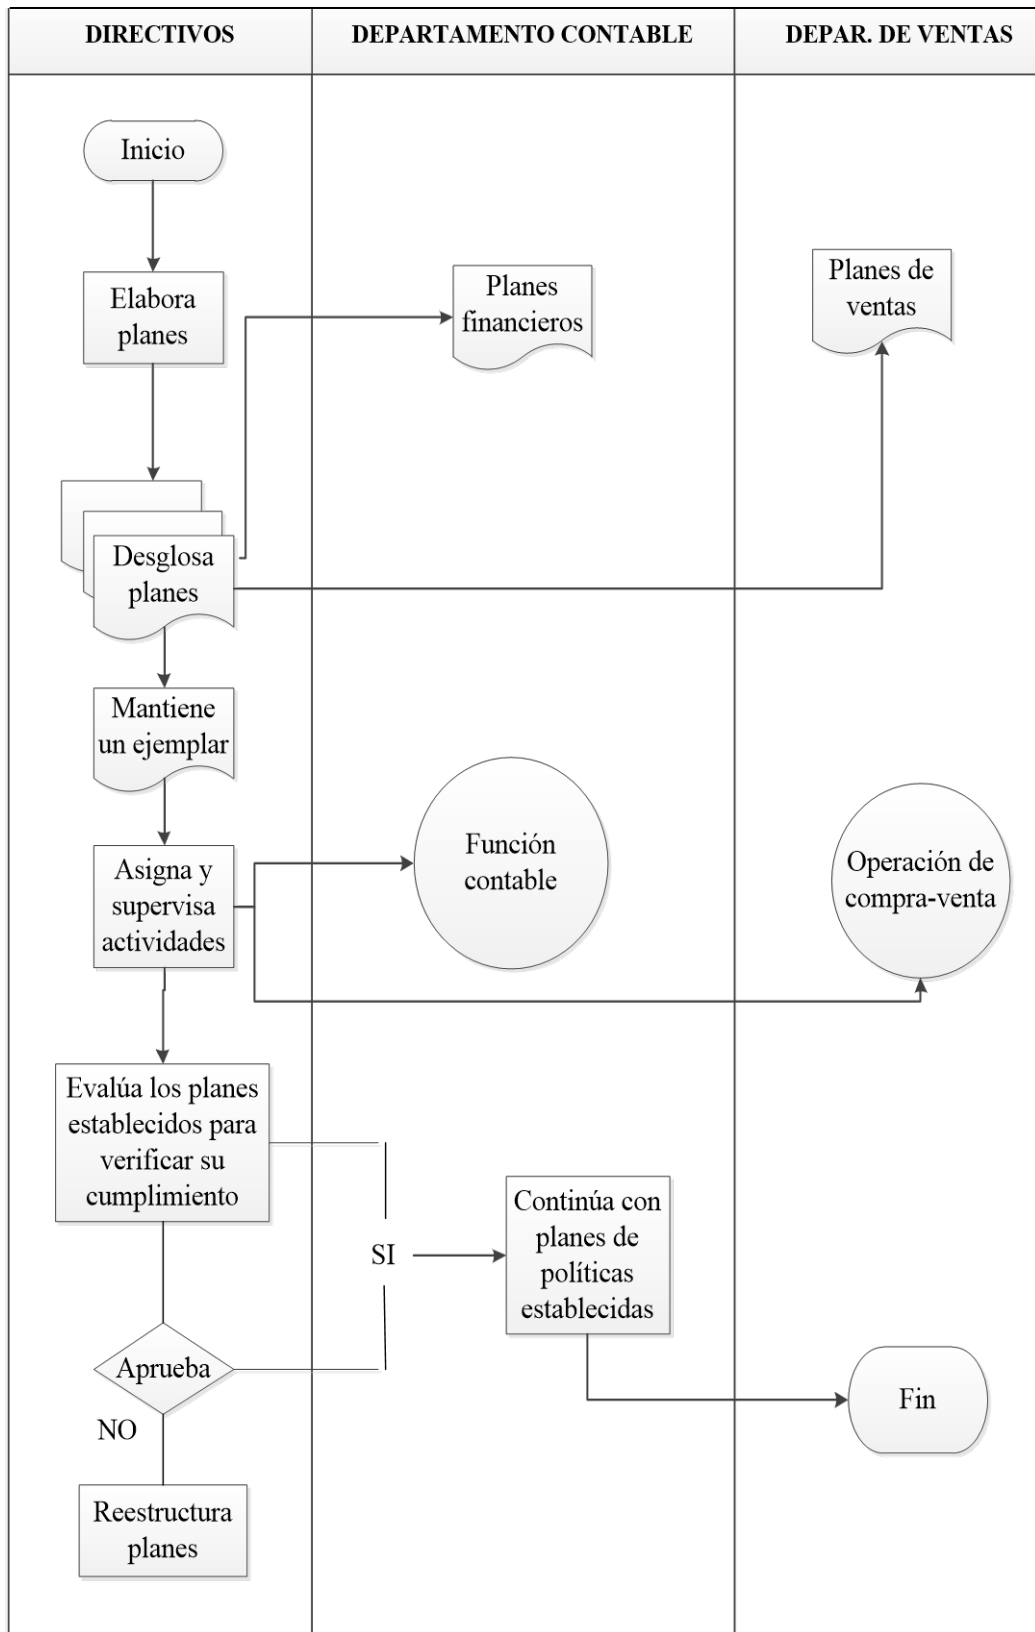 DIRECTIVOS
DEPARTAMENTO CONTABLE
DEPAR. DE VENTAS
Inicio
Elabora
planes
Planes
financieros
Planes de
ventas
Desglosa
planes
Mantiene
un ejemplar
Asigna y
supervisa
actividades
Función
contable
Operación de
compra-venta
Evalúa los planes
establecidos para
verificar su
cumplimiento
SI
Continúa con
planes de
políticas
establecidas
Aprueba
NO
Fin
Reestructura
planes